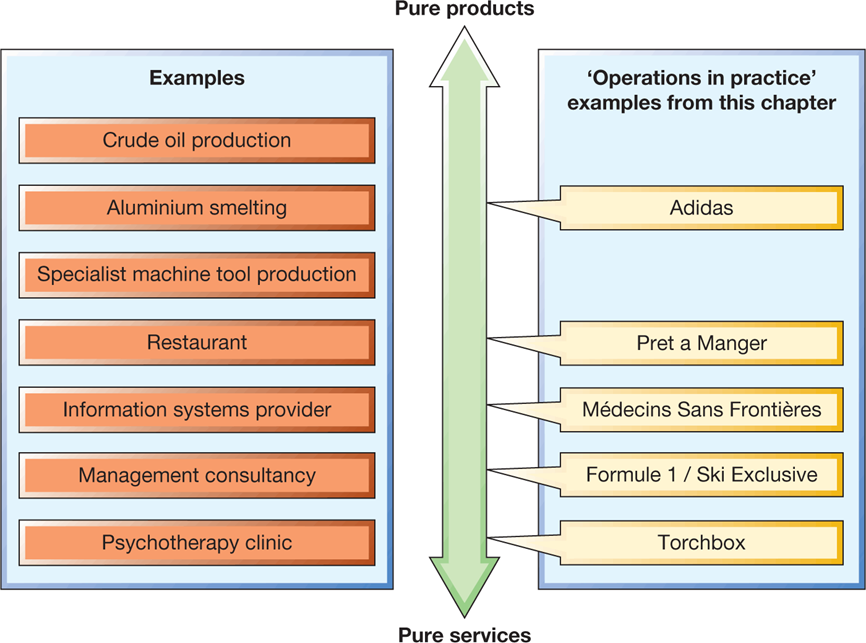 Pure products
Examples
Crude oil production
Aluminium smelting
Specialist machine tool production
Restaurant
Information systems provider
Management consultancy
Psychotherapy clinic
‘Operations in practice’
examples from this chapter
Adidas
Pret a Manger
Médecins Sans Frontières
Formule 1 / Ski Exclusive
Torchbox
Pure services